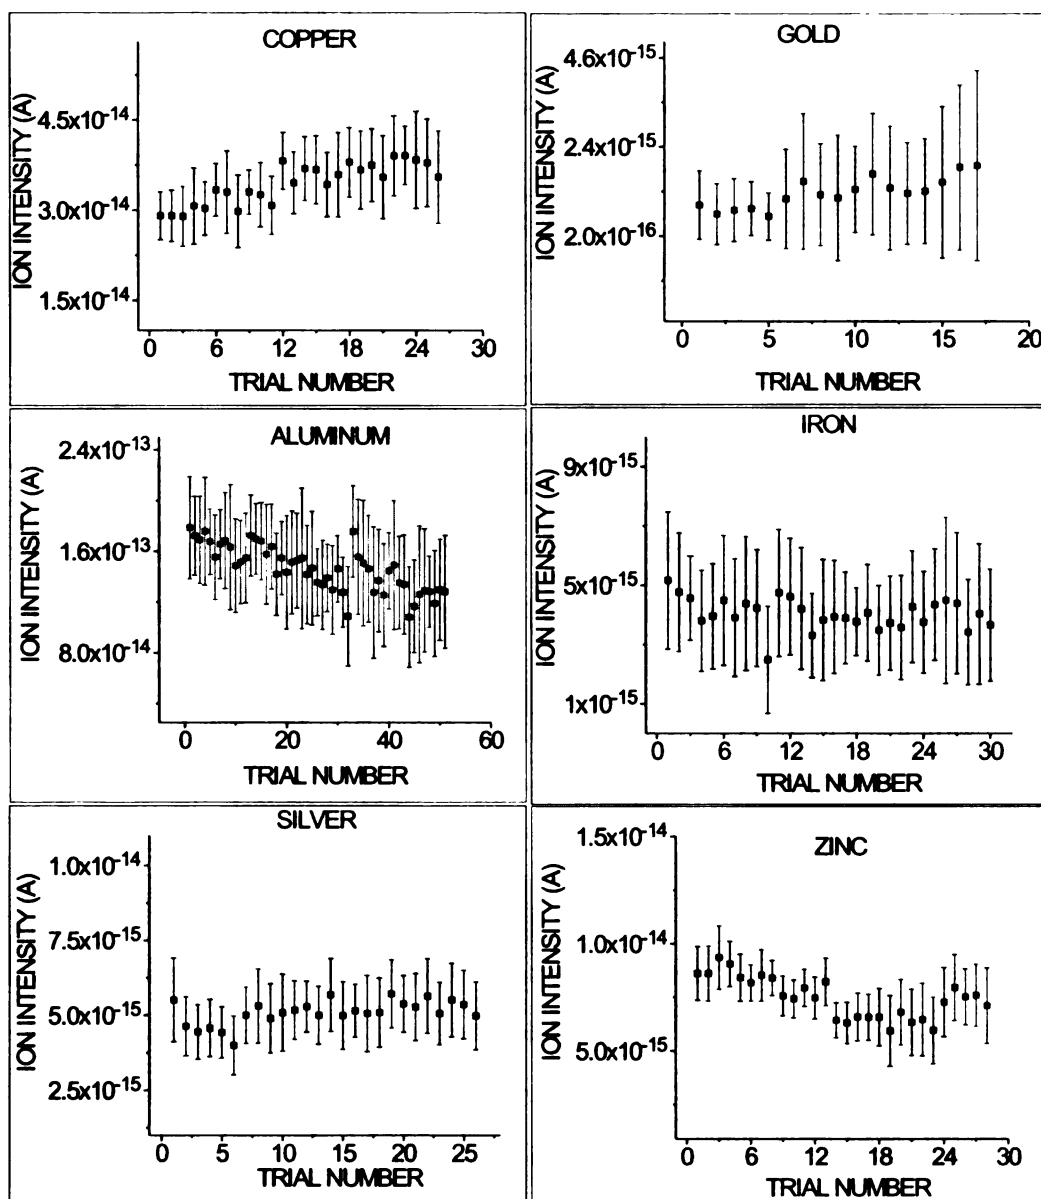 COPPER
ION INTENSITY (A)
4.5x10-14
3.0x10-14
1.5x10-14
0 6 12 18 24 30
TRIAL NUMBER
GOLD
ION INTENSITY (A)
4.6x10-15
2.4x10-15
2.0x10-16
0 5 10 15 20
TRIAL NUMBER
ALUMINUM
ION INTENSITY (A)
2.4x10-13
1.6x10-13
8.0x10-14
0 20 40 60
TRIAL NUMBER
IRON
ION INTENSITY (A)
9x10-15
5x10-15
1x10-15
0 6 12 18 24 30
TRIAL NUMBER
SILVER
ION INTENSITY (A)
1.0x10-14
7.5x10-15
5.0x10-15
2.5x10-15
0 5 10 15 20 25
TRIAL NUMBER
ZINC
ION INTENSITY (A)
1.5x10-14
1.0x10-14
5.0x10-15
0 6 12 18 24 30
TRIAL NUMBER